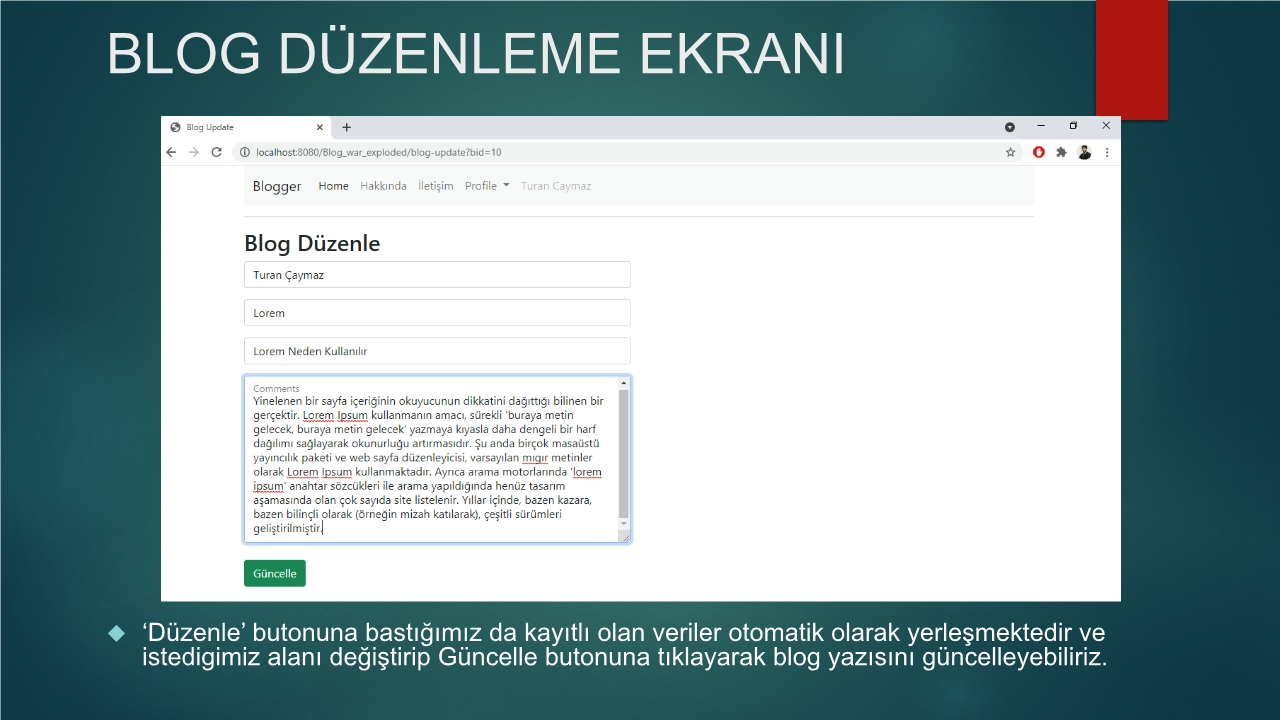 BLOG DÜZENLEME EKRANI
Blog Update
localhost:8080/Blog_war_exploded/blog-update?bid=10
Blogger Home Hakkında İletişim Profile Turan Caymaz
Blog Düzenle
Turan Çaymaz
Lorem
Lorem Neden Kullanılır
Comments
Yinelenen bir sayfa içeriğinin okuyucunun dikkatini dağıttığı bilinen bir
gerçektir. Lorem Ipsum kullanmanın amacı, sürekli 'buraya metin
gelecek, buraya metin gelecek' yazmaya kıyasla daha dengeli bir harf
dağılımı sağlayarak okunurluğu artırmasıdır. Şu anda birçok masaüstü
yayıncılık paketi ve web sayfa düzenleyicisi, varsayılan mıgır metinler
olarak Lorem Ipsum kullanmaktadır. Ayrıca arama motorlarında 'lorem
ipsum' anahtar sözcükleri ile arama yapıldığında henüz tasarım
aşamasında olan çok sayıda site listelenir. Yıllar içinde, bazen kazara,
bazen bilinçli olarak (örneğin mizah katılarak), çeşitli sürümleri
geliştirilmiştir.
Güncelle
‘Düzenle’ butonuna bastığımız da kayıtlı olan veriler otomatik olarak yerleşmektedir ve
istedigimiz alanı değiştirip Güncelle butonuna tıklayarak blog yazısını güncelleyebiliriz.